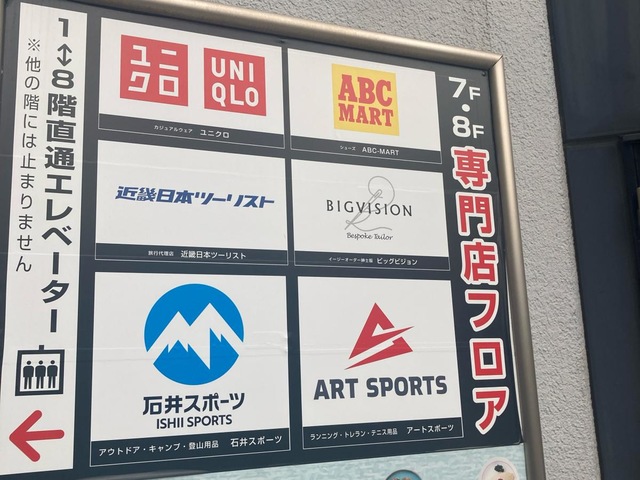 1↕8階直通エレベーター
※他の階には止まりません
7F・8F専門店フロア
ユニクロ
UNIQLO
カジュアルウェア ユニクロ
ABC
MART
シューズ ABC-MART
近畿日本ツーリスト
旅行代理店 近畿日本ツーリスト
BIGVISION
Bespoke Tailor
イージーオーダー紳士服 ビッグビジョン
石井スポーツ
ISHII SPORTS
アウトドア・キャンプ・登山用品 石井スポーツ
ART SPORTS
ランニング・トレラン・テニス用品 アートスポーツ